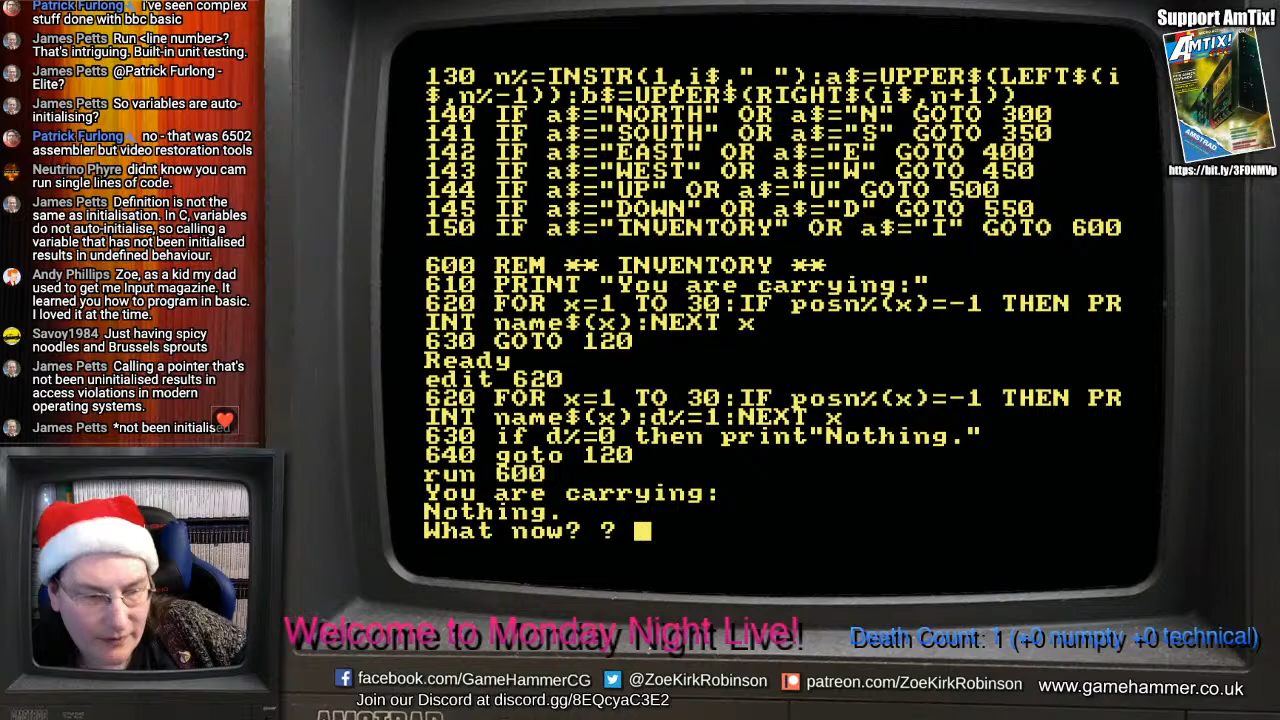 Patrick Furlong I've seen complex
stuff done with bbc basic
James Petts Run <line number>?
That's intriguing. Built-in unit testing.
James Petts @Patrick Furlong -
Elite?
James Petts So variables are auto-
initialising?
Patrick Furlong no - that was 6502
assembler but video restoration tools
Neutrino Phyre didnt know you cam
run single lines of code.
James Petts Definition is not the
same as initialisation. In C, variables
do not auto-initialise, so calling a
variable that has not been initialised
results in undefined behaviour.
Andy Phillips Zoe, as a kid my dad
used to get me Input magazine. It
learned you how to program in basic.
I loved it at the time.
Savoy1984 Just having spicy
noodles and Brussels sprouts
James Petts Calling a pointer that's
not been uninitialised results in
access violations in modern
operating systems.
James Petts *not been initialised
130 n%=INSTR(1,i$," "):a$=UPPER$(LEFT$(i
$,n%-1)):b$=UPPER$(RIGHT$(i$,n+1))
140 IF a$="NORTH" OR a$="N" GOTO 300
141 IF a$="SOUTH" OR a$="S" GOTO 350
142 IF a$="EAST" OR a$="E" GOTO 400
143 IF a$="WEST" OR a$="W" GOTO 450
144 IF a$="UP" OR a$="U" GOTO 500
145 IF a$="DOWN" OR a$="D" GOTO 550
150 IF a$="INVENTORY" OR a$="I" GOTO 600
600 REM ** INVENTORY **
610 PRINT "You are carrying:"
620 FOR x=1 TO 30:IF posn%(x)=-1 THEN PR
INT name$(x):NEXT x
630 GOTO 120
Ready
edit 620
620 FOR x=1 TO 30:IF posn%(x)=-1 THEN PR
INT name$(x):d%=1:NEXT x
630 if d%=0 then print"Nothing."
640 goto 120
run 600
You are carrying:
Nothing.
What now? ?
Support AmTix!
AMTIX!
AMSTRAD
https://bit.ly/3F0NMVp
Welcome to Monday Night Live!
Death Count: 1 (+0 numpty +0 technical)
facebook.com/GameHammerCG @ZoeKirkRobinson patreon.com/ZoeKirkRobinson www.gamehammer.co.uk
Join our Discord at discord.gg/8EQcyaC3E2
AMSTRAD